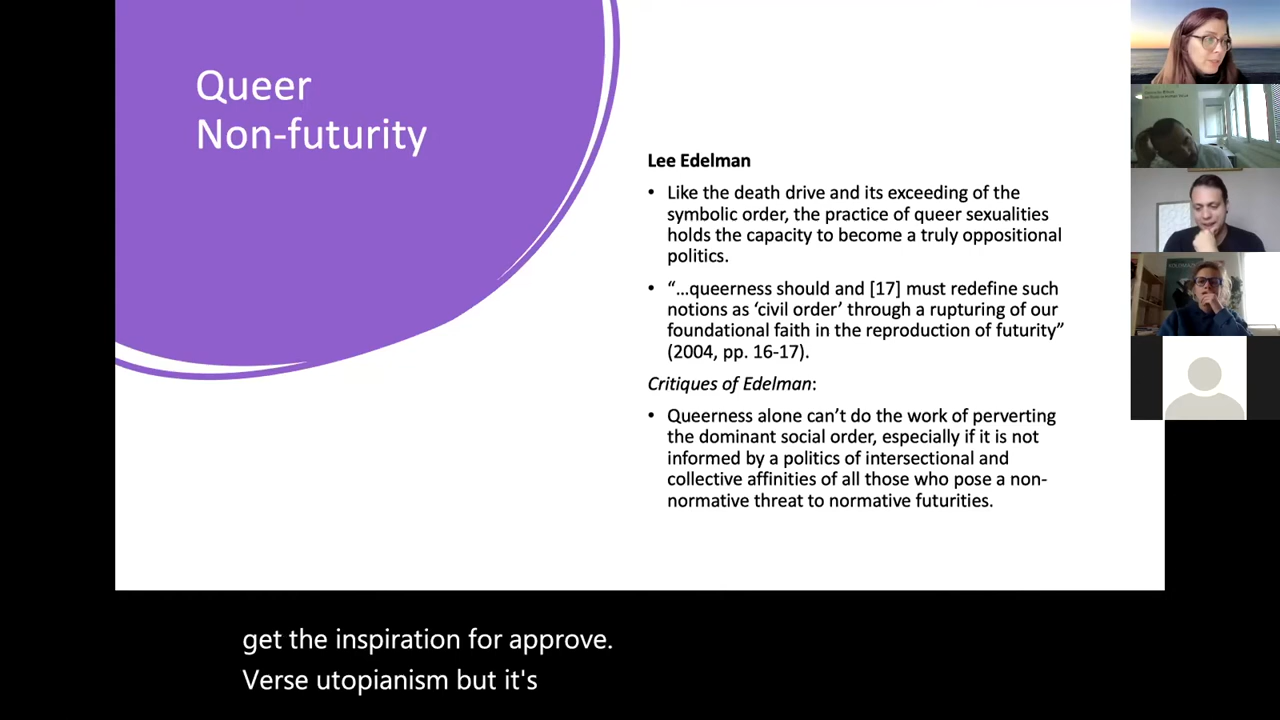 Queer
Non-futurity
Lee Edelman
• Like the death drive and its exceeding of the
symbolic order, the practice of queer sexualities
holds the capacity to become a truly oppositional
politics.
• “…queerness should and [17] must redefine such
notions as ‘civil order’ through a rupturing of our
foundational faith in the reproduction of futurity”
(2004, pp. 16-17).
Critiques of Edelman:
• Queerness alone can’t do the work of perverting
the dominant social order, especially if it is not
informed by a politics of intersectional and
collective affinities of all those who pose a non-
normative threat to normative futurities.
get the inspiration for approve.
Verse utopianism but it's